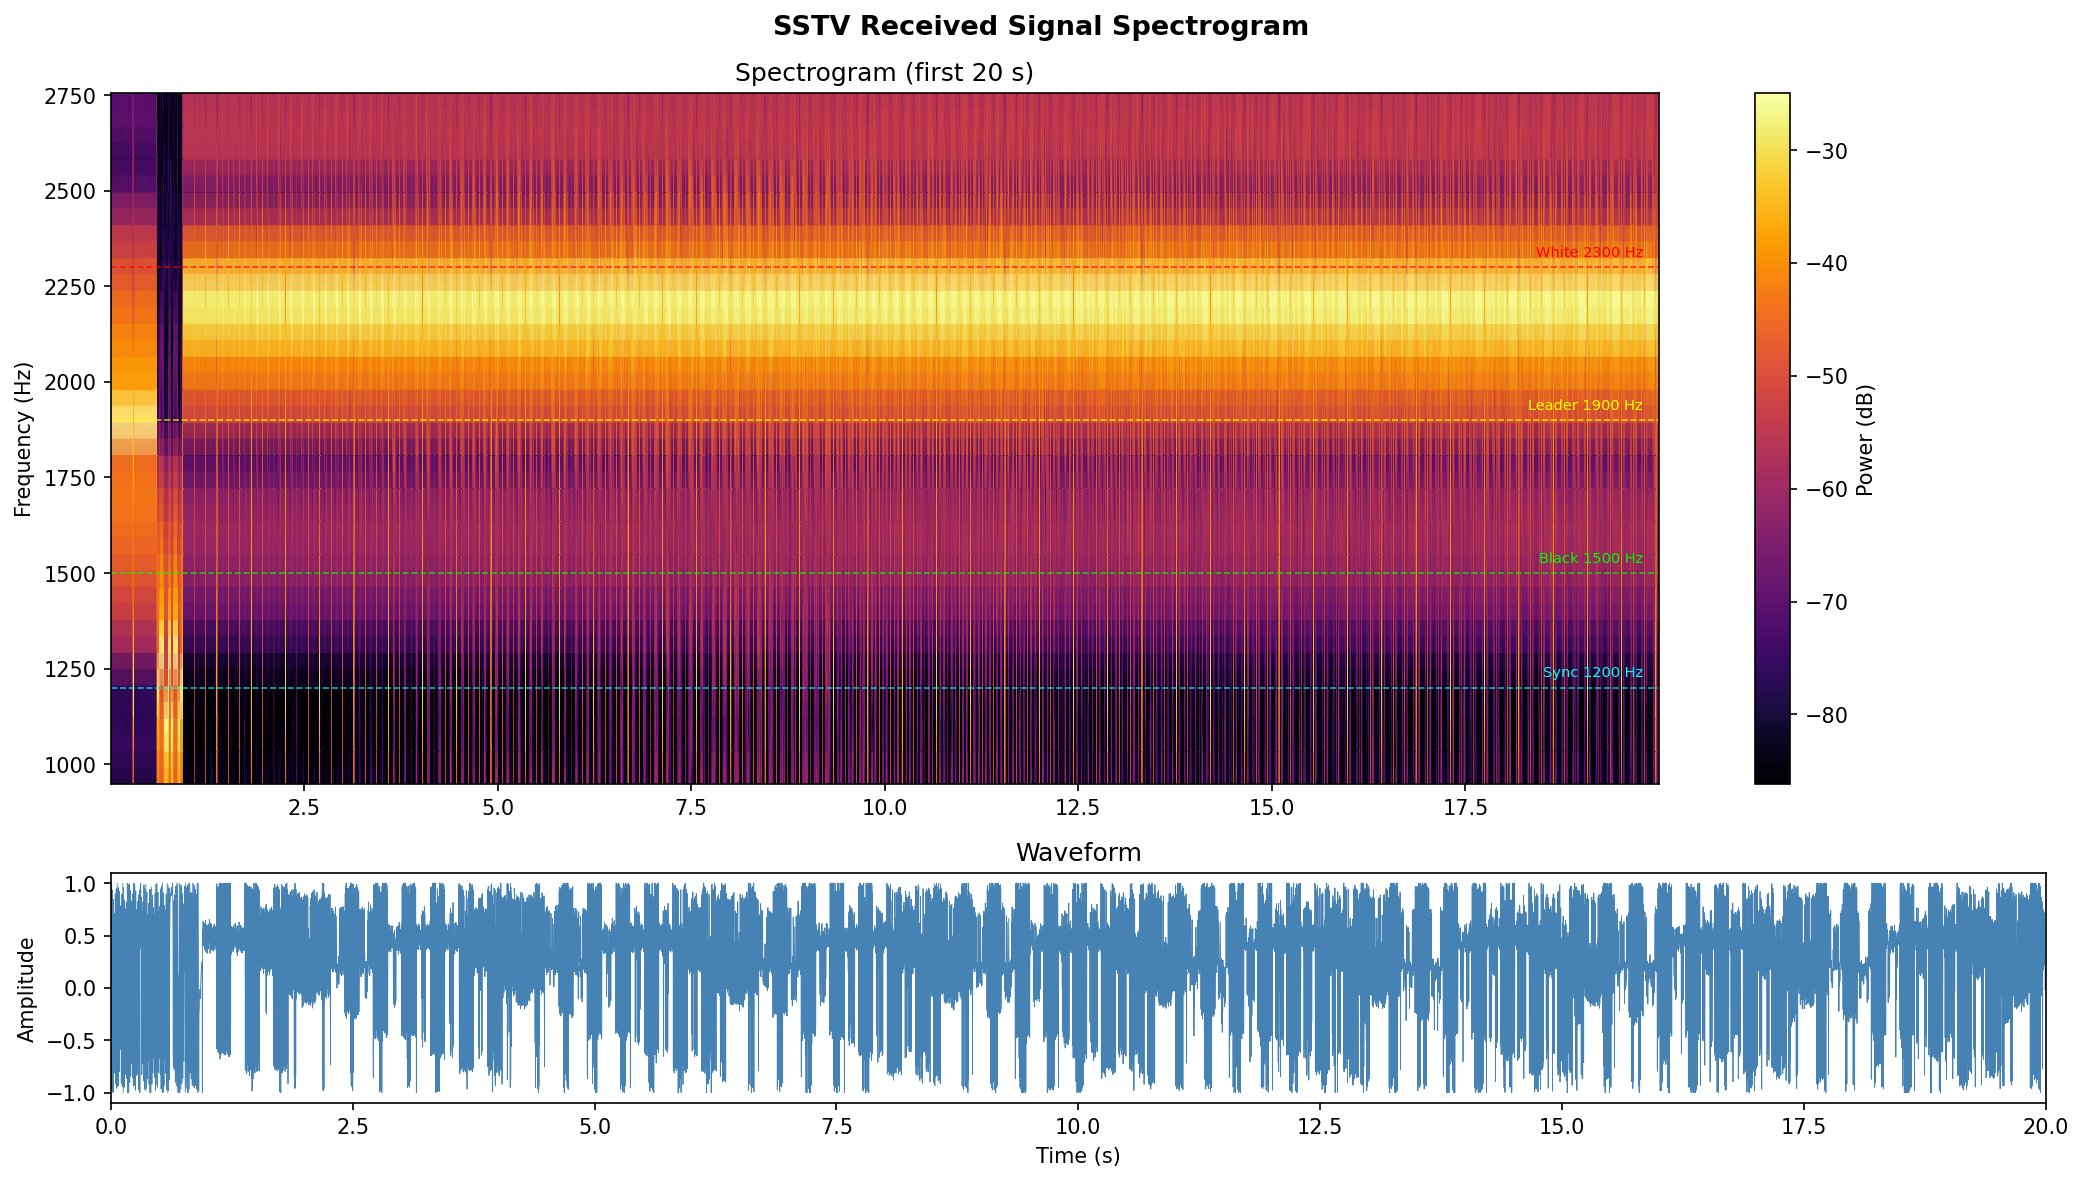 SSTV Received Signal Spectrogram
Spectrogram (first 20 s)
Frequency (Hz)
2750
2500
2250
2000
1750
1500
1250
1000
White 2300 Hz
Leader 1900 Hz
Black 1500 Hz
Sync 1200 Hz
2.5 5.0 7.5 10.0 12.5 15.0 17.5
−30
−40
−50
−60
−70
−80
Power (dB)
Waveform
Amplitude
1.0
0.5
0.0
−0.5
−1.0
0.0 2.5 5.0 7.5 10.0 12.5 15.0 17.5 20.0
Time (s)